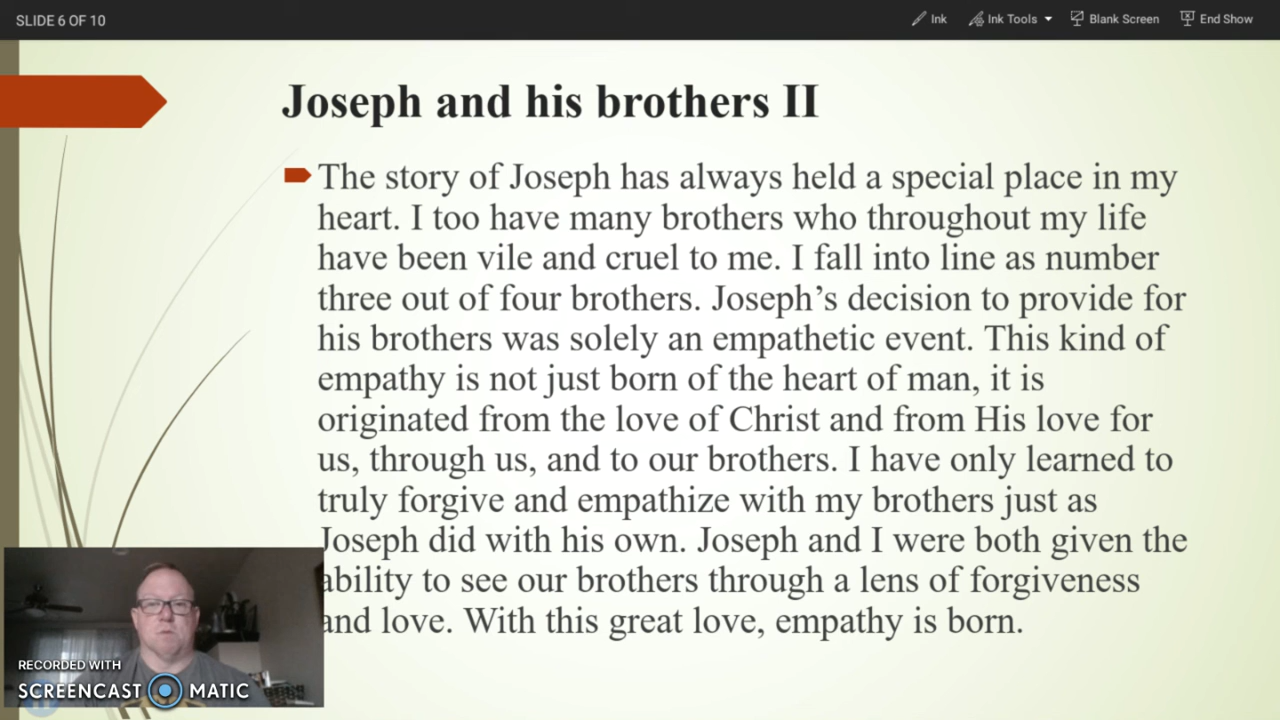 SLIDE 6 OF 10
Ink
Ink Tools
Blank Screen
End Show
Joseph and his brothers II
The story of Joseph has always held a special place in my
heart. I too have many brothers who throughout my life
have been vile and cruel to me. I fall into line as number
three out of four brothers. Joseph’s decision to provide for
his brothers was solely an empathetic event. This kind of
empathy is not just born of the heart of man, it is
originated from the love of Christ and from His love for
us, through us, and to our brothers. I have only learned to
truly forgive and empathize with my brothers just as
Joseph did with his own. Joseph and I were both given the
ability to see our brothers through a lens of forgiveness
and love. With this great love, empathy is born.
RECORDED WITH
SCREENCAST MATIC